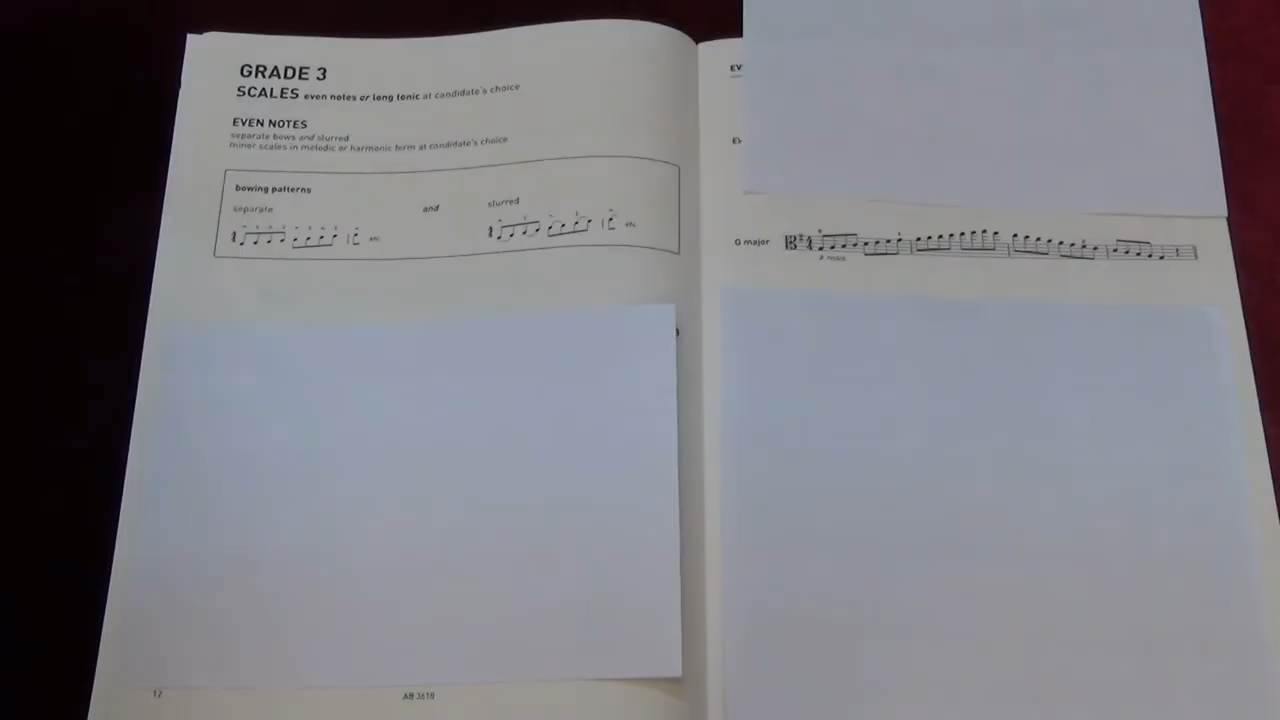 GRADE 3
SCALES even notes or long tonic at candidate's choice
EVEN NOTES
separate bows and slurred
minor scales in melodic or harmonic form at candidate's choice
bowing patterns
separate and slurred
etc. etc.
12
AB 3618
EV
G major